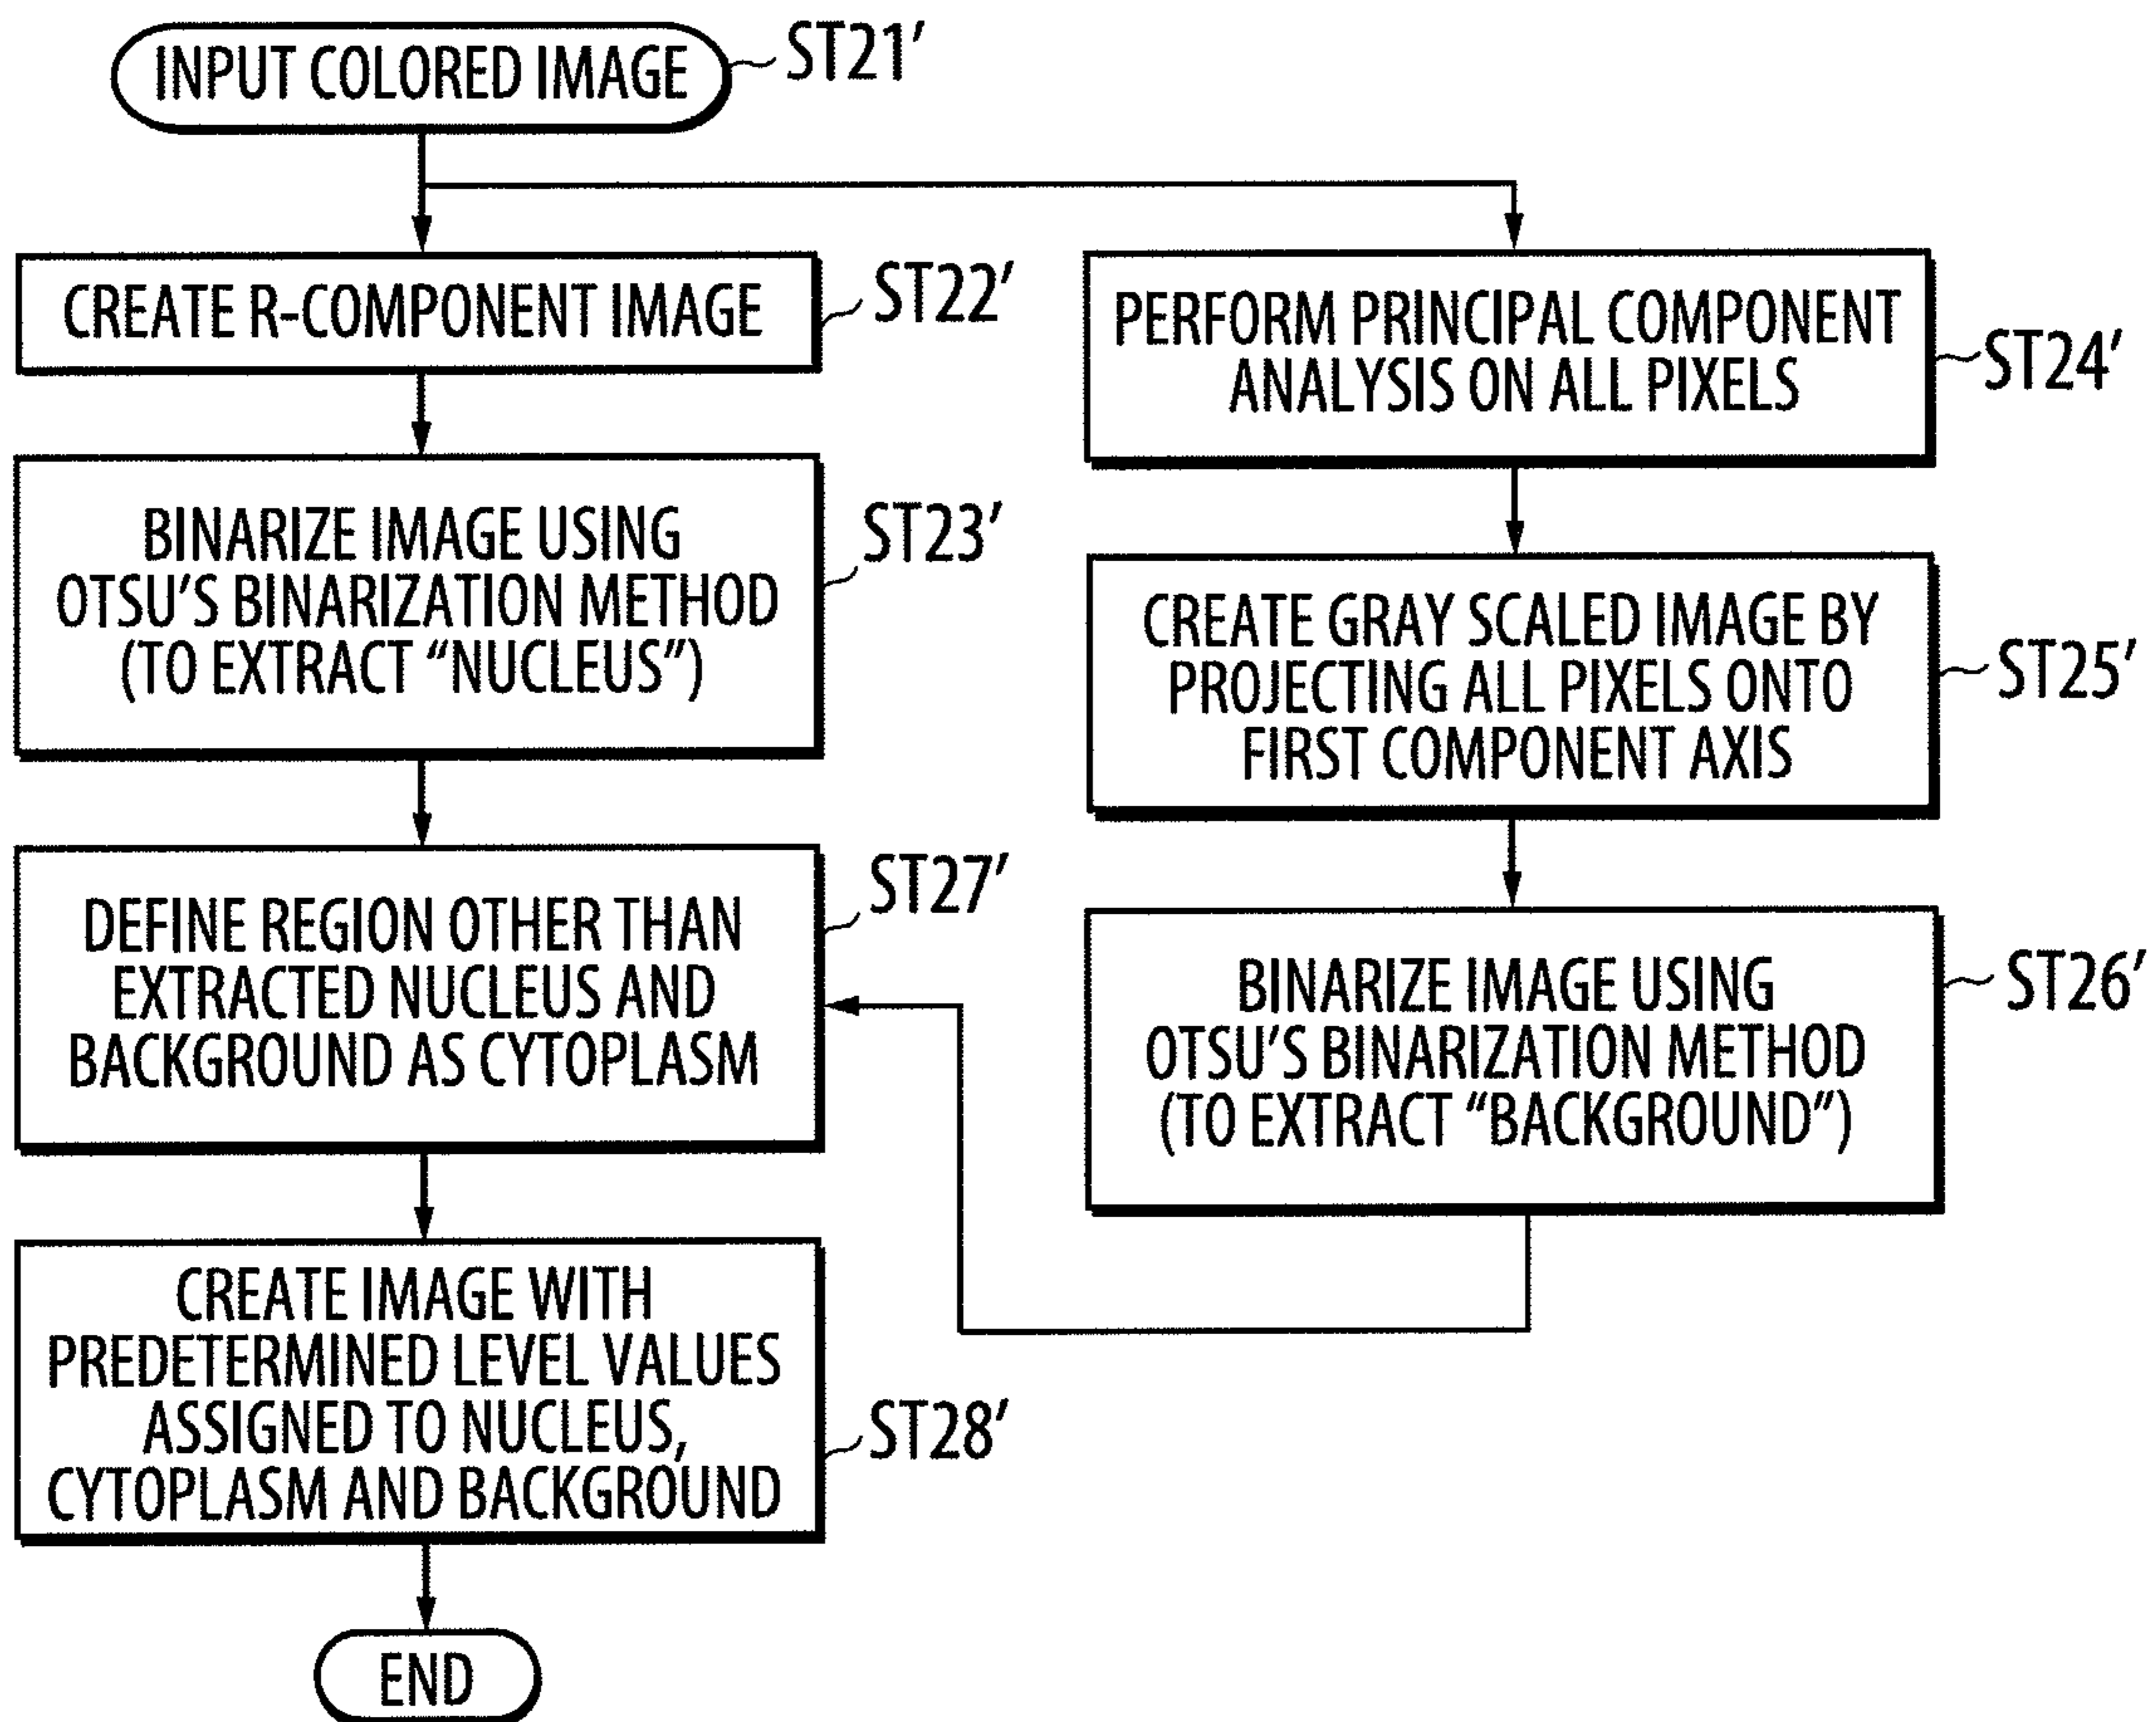 INPUT COLORED IMAGE
ST21′
CREATE R-COMPONENT IMAGE
ST22′
BINARIZE IMAGE USING
OTSU'S BINARIZATION METHOD
(TO EXTRACT “NUCLEUS”)
ST23′
PERFORM PRINCIPAL COMPONENT
ANALYSIS ON ALL PIXELS
ST24′
CREATE GRAY SCALED IMAGE BY
PROJECTING ALL PIXELS ONTO
FIRST COMPONENT AXIS
ST25′
BINARIZE IMAGE USING
OTSU'S BINARIZATION METHOD
(TO EXTRACT “BACKGROUND”)
ST26′
DEFINE REGION OTHER THAN
EXTRACTED NUCLEUS AND
BACKGROUND AS CYTOPLASM
ST27′
CREATE IMAGE WITH
PREDETERMINED LEVEL VALUES
ASSIGNED TO NUCLEUS,
CYTOPLASM AND BACKGROUND
ST28′
END